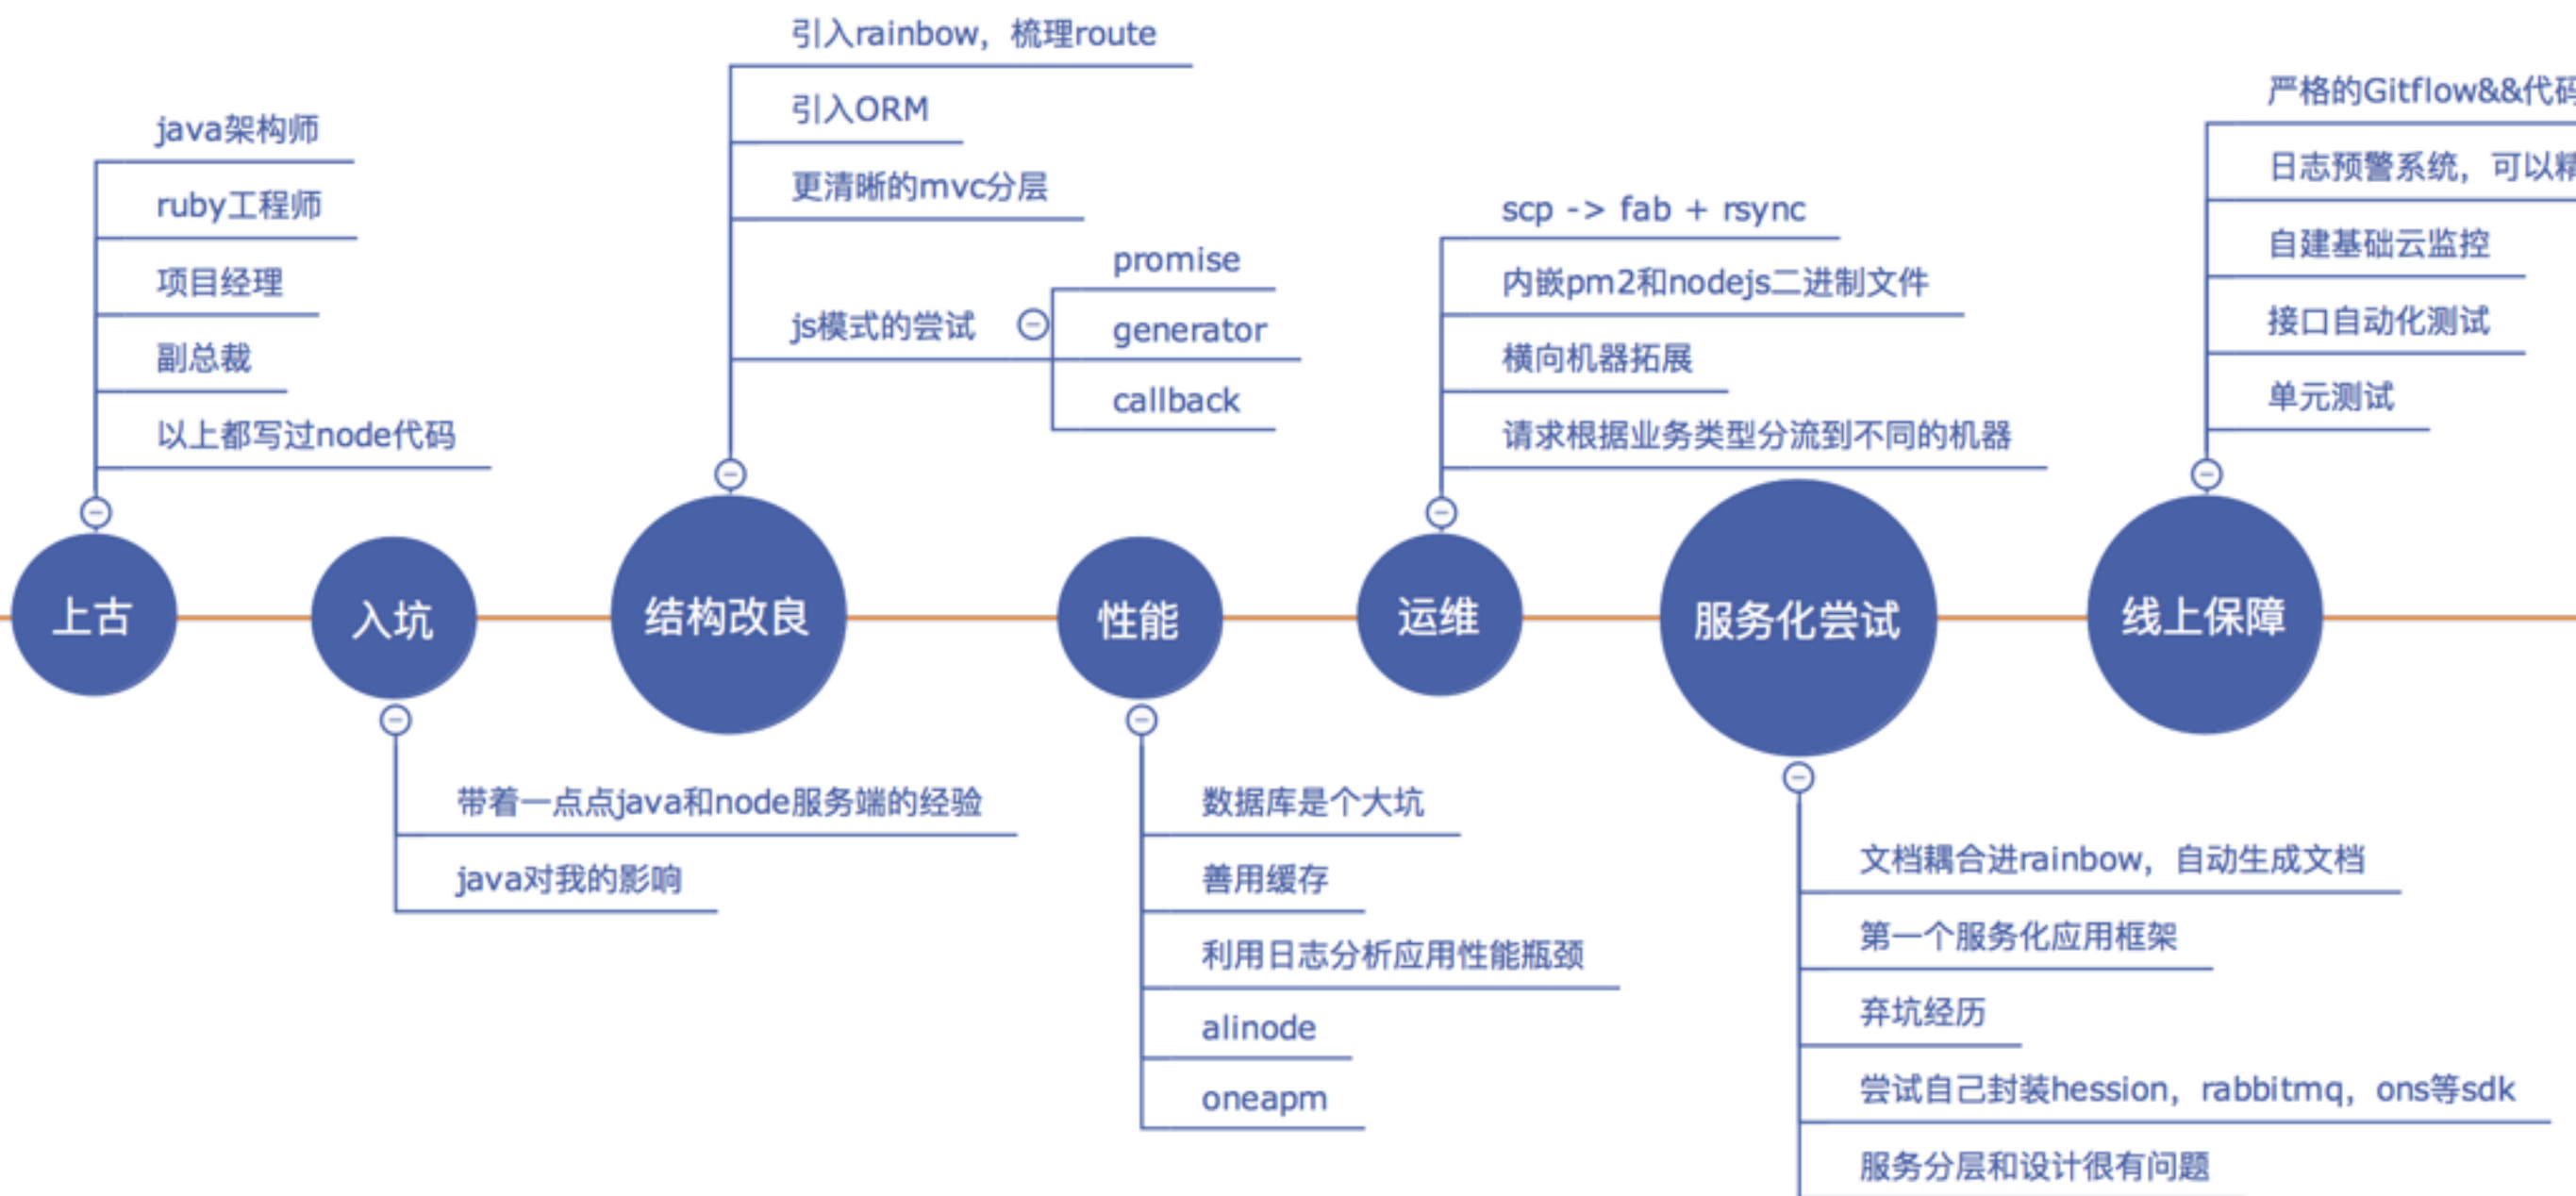 java架构师
ruby工程师
项目经理
副总裁
以上都写过node代码
上古
入坑
带着一点点java和node服务端的经验
java对我的影响
引入rainbow，梳理route
引入ORM
更清晰的mvc分层
js模式的尝试
promise
generator
callback
结构改良
性能
数据库是个大坑
善用缓存
利用日志分析应用性能瓶颈
alinode
oneapm
scp -> fab + rsync
内嵌pm2和nodejs二进制文件
横向机器拓展
请求根据业务类型分流到不同的机器
运维
服务化尝试
文档耦合进rainbow，自动生成文档
第一个服务化应用框架
弃坑经历
尝试自己封装hession，rabbitmq，ons等sdk
服务分层和设计很有问题
严格的Gitflow&&代码
日志预警系统，可以精
自建基础云监控
接口自动化测试
单元测试
线上保障